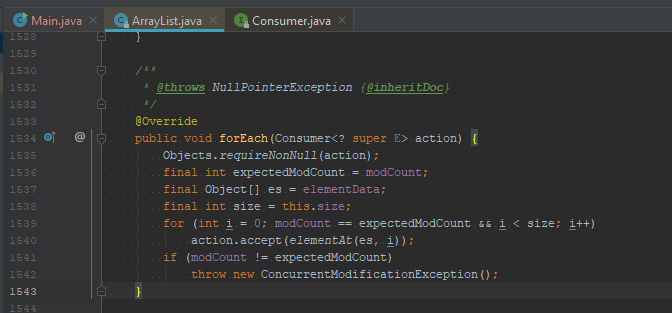 Main.java × ArrayList.java × Consumer.java ×
1528 }
1529
1530 /**
1531 * @throws NullPointerException {@inheritDoc}
1532 */
1533 @Override
1534 @ public void forEach(Consumer<? super E> action) {
1535 Objects.requireNonNull(action);
1536 final int expectedModCount = modCount;
1537 final Object[] es = elementData;
1538 final int size = this.size;
1539 for (int i = 0; modCount == expectedModCount && i < size; i++)
1540 action.accept(elementAt(es, i));
1541 if (modCount != expectedModCount)
1542 throw new ConcurrentModificationException();
1543 }
1544